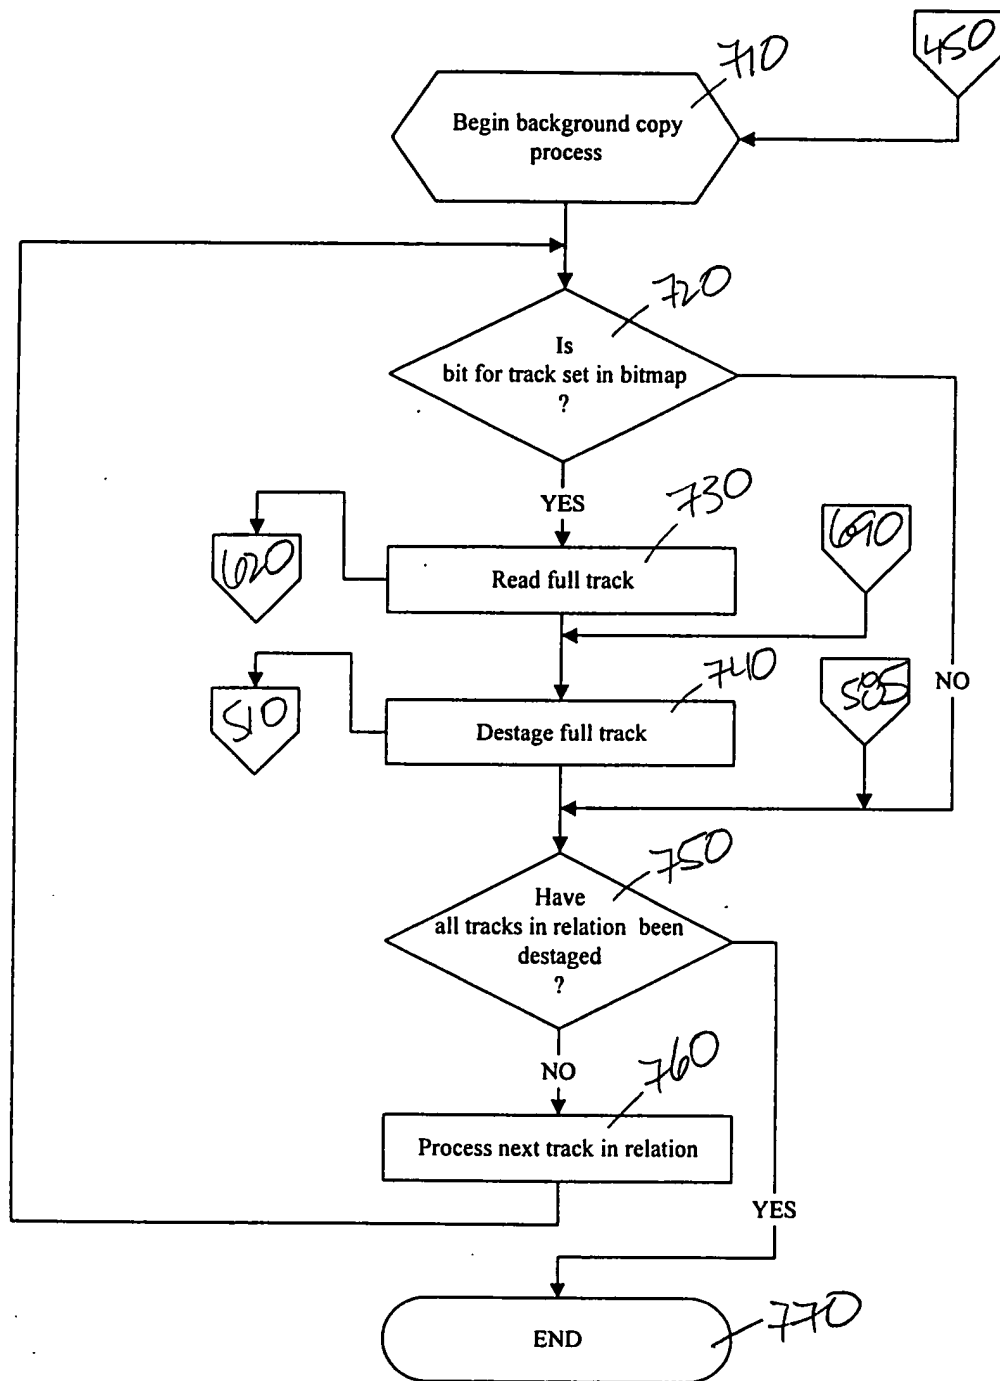 450
710
Begin background copy
process
720
Is
bit for track set in bitmap
?
YES
730
690
620
Read full track
740
585
NO
510
Destage full track
750
Have
all tracks in relation been
destaged
?
NO
760
Process next track in relation
YES
END
770